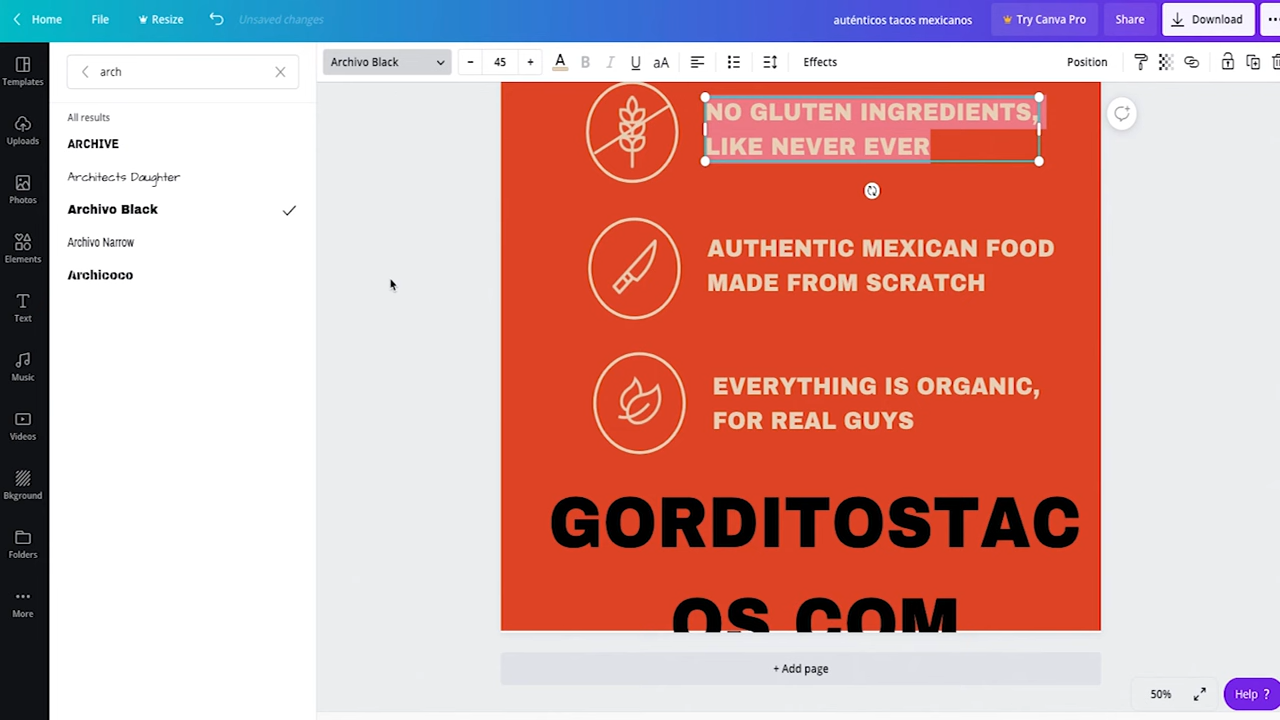 Home
File
Resize
Unsaved changes
auténticos tacos mexicanos
Try Canva Pro
Share
Download
Templates
Uploads
Photos
Elements
Text
Music
Videos
Bkground
Folders
More
arch
All results
ARCHIVE
Architects Daughter
Archivo Black
Archivo Narrow
Archicoco
Archivo Black
-
45
+
A
B
I
U
aA
Effects
Position
NO GLUTEN INGREDIENTS,
LIKE NEVER EVER
AUTHENTIC MEXICAN FOOD
MADE FROM SCRATCH
EVERYTHING IS ORGANIC,
FOR REAL GUYS
GORDITOSTAC
OS.COM
+ Add page
50%
Help ?